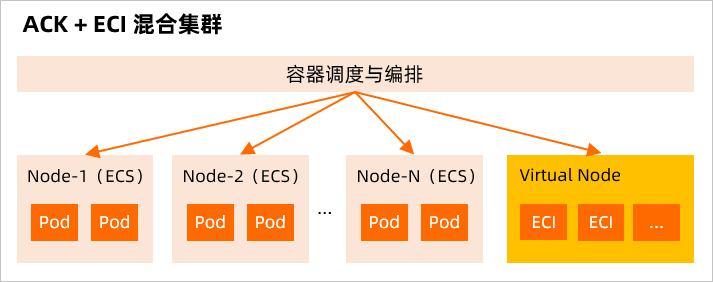 ACK + ECI 混合集群
容器调度与编排
Node-1（ECS）
Pod
Pod
Node-2（ECS）
Pod
Pod
...
Node-N（ECS）
Pod
Pod
Virtual Node
ECI
ECI
...